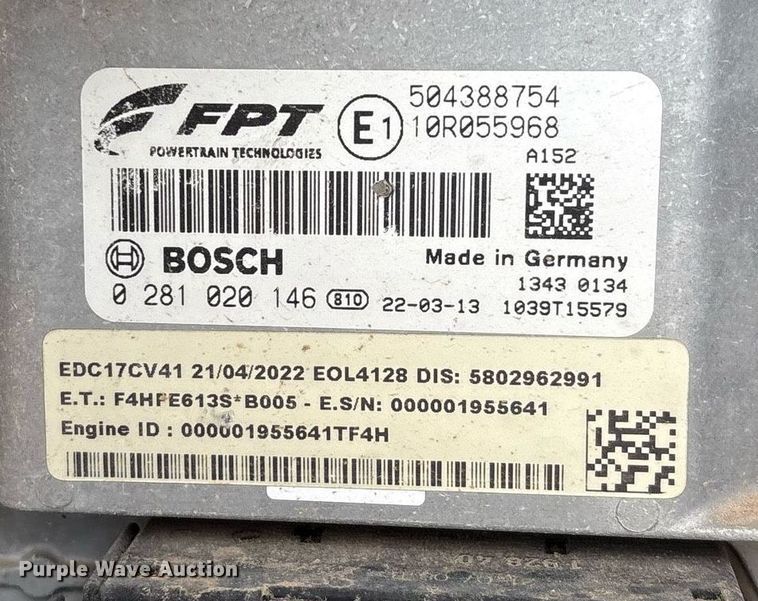 FPT
POWERTRAIN TECHNOLOGIES
E1
504388754
10R055968
A152
BOSCH
Made in Germany
0 281 020 146 810 22-03-13
1343 0134
1039T15579
EDC17CV41 21/04/2022 EOL4128 DIS: 5802962991
E.T.: F4HFE613S*B005 - E.S/N: 000001955641
Engine ID : 000001955641TF4H
Purple Wave Auction